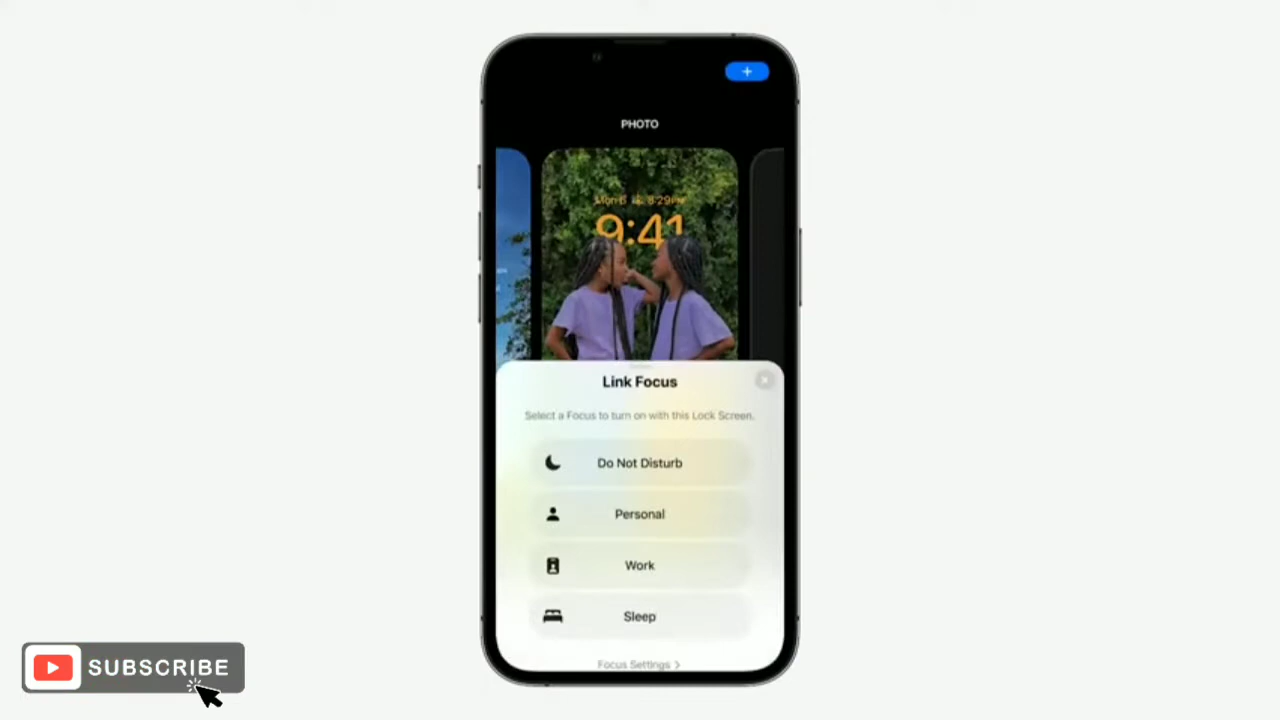 +
PHOTO
9:41
Link Focus
Select a Focus to turn on with this Lock Screen.
Do Not Disturb
Personal
Work
Sleep
Focus Settings >
SUBSCRIBE